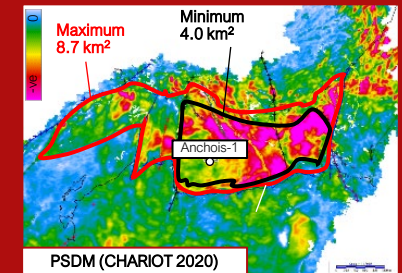 Maximum
8.7 km²
Minimum
4.0 km²
0
-ve
Anchois-1
PSDM (CHARIOT 2020)